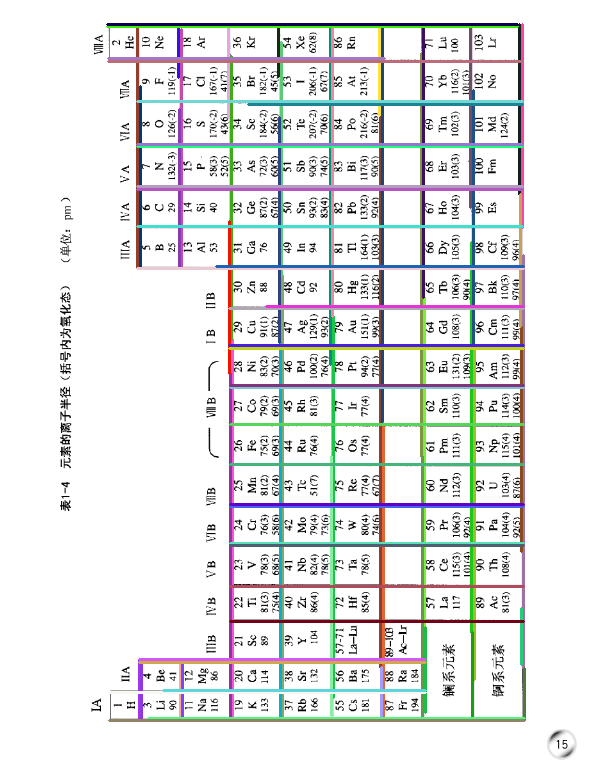 表1-4 元素的离子半径（括号内为氧化态） （单位：pm）
ⅠA ⅡA ⅢB ⅣB ⅤB ⅥB ⅦB ⅧB ⅠB ⅡB ⅢA ⅣA ⅤA ⅥA ⅦA ⅧA
1 2
H He
3 4 5 6 7 8 9 10
Li Be B C N O F Ne
90 41 25 29 132(-3) 126(-2) 119(-1)
11 12 13 14 15 16 17 18
Na Mg Al Si P S Cl Ar
116 86 53 40 58(3) 170(-2) 167(-1)
52(5) 43(6) 41(7)
19 20 21 22 23 24 25 26 27 28 29 30 31 32 33 34 35 36
K Ca Sc Ti V Cr Mn Fe Co Ni Cu Zn Ga Ge As Se Br Kr
133 114 89 81(3) 78(3) 76(3) 81(2) 75(2) 79(2) 83(2) 91(1) 88 76 87(2) 72(3) 184(-2) 182(-1)
75(4) 68(5) 58(6) 67(4) 69(3) 69(3) 70(3) 87(2) 67(4) 60(5) 56(6) 45(5)
37 38 39 40 41 42 43 44 45 46 47 48 49 50 51 52 53 54
Rb Sr Y Zr Nb Mo Tc Ru Rh Pd Ag Cd In Sn Sb Te I Xe
166 132 104 86(4) 82(4) 79(4) 51(7) 76(4) 81(3) 100(2) 129(1) 92 94 93(2) 90(3) 207(-2) 206(-1) 62(8)
78(5) 73(6) 76(4) 93(2) 83(4) 74(5) 70(6) 67(7)
55 56 57-71 72 73 74 75 76 77 78 79 80 81 82 83 84 85 86
Cs Ba La-Lu Hf Ta W Re Os Ir Pt Au Hg Tl Pb Bi Po At Rn
181 175 85(4) 78(5) 80(4) 77(4) 77(4) 77(4) 94(2) 151(1) 133(1) 164(1) 133(2) 117(3) 216(-2) 213(-1)
74(6) 67(7) 77(4) 99(3) 116(2) 103(3) 92(4) 90(5) 81(6)
87 88 89-103
Fr Ra Ac-Lr
194 184
镧系元素
57 58 59 60 61 62 63 64 65 66 67 68 69 70 71
La Ce Pr Nd Pm Sm Eu Gd Tb Dy Ho Er Tm Yb Lu
117 115(3) 106(3) 112(3) 111(3) 110(3) 131(2) 108(3) 106(3) 105(3) 104(3) 103(3) 102(3) 116(2) 100
101(4) 92(4) 109(3) 90(4) 101(3)
锕系元素
89 90 91 92 93 94 95 96 97 98 99 100 101 102 103
Ac Th Pa U Np Pu Am Cm Bk Cf Es Fm Md No Lr
81(3) 108(4) 104(4) 103(4) 115(4) 114(3) 112(3) 111(3) 110(3) 109(3) 124(2)
92(5) 87(6) 101(4) 100(4) 99(4) 99(4) 97(4) 96(4)
15